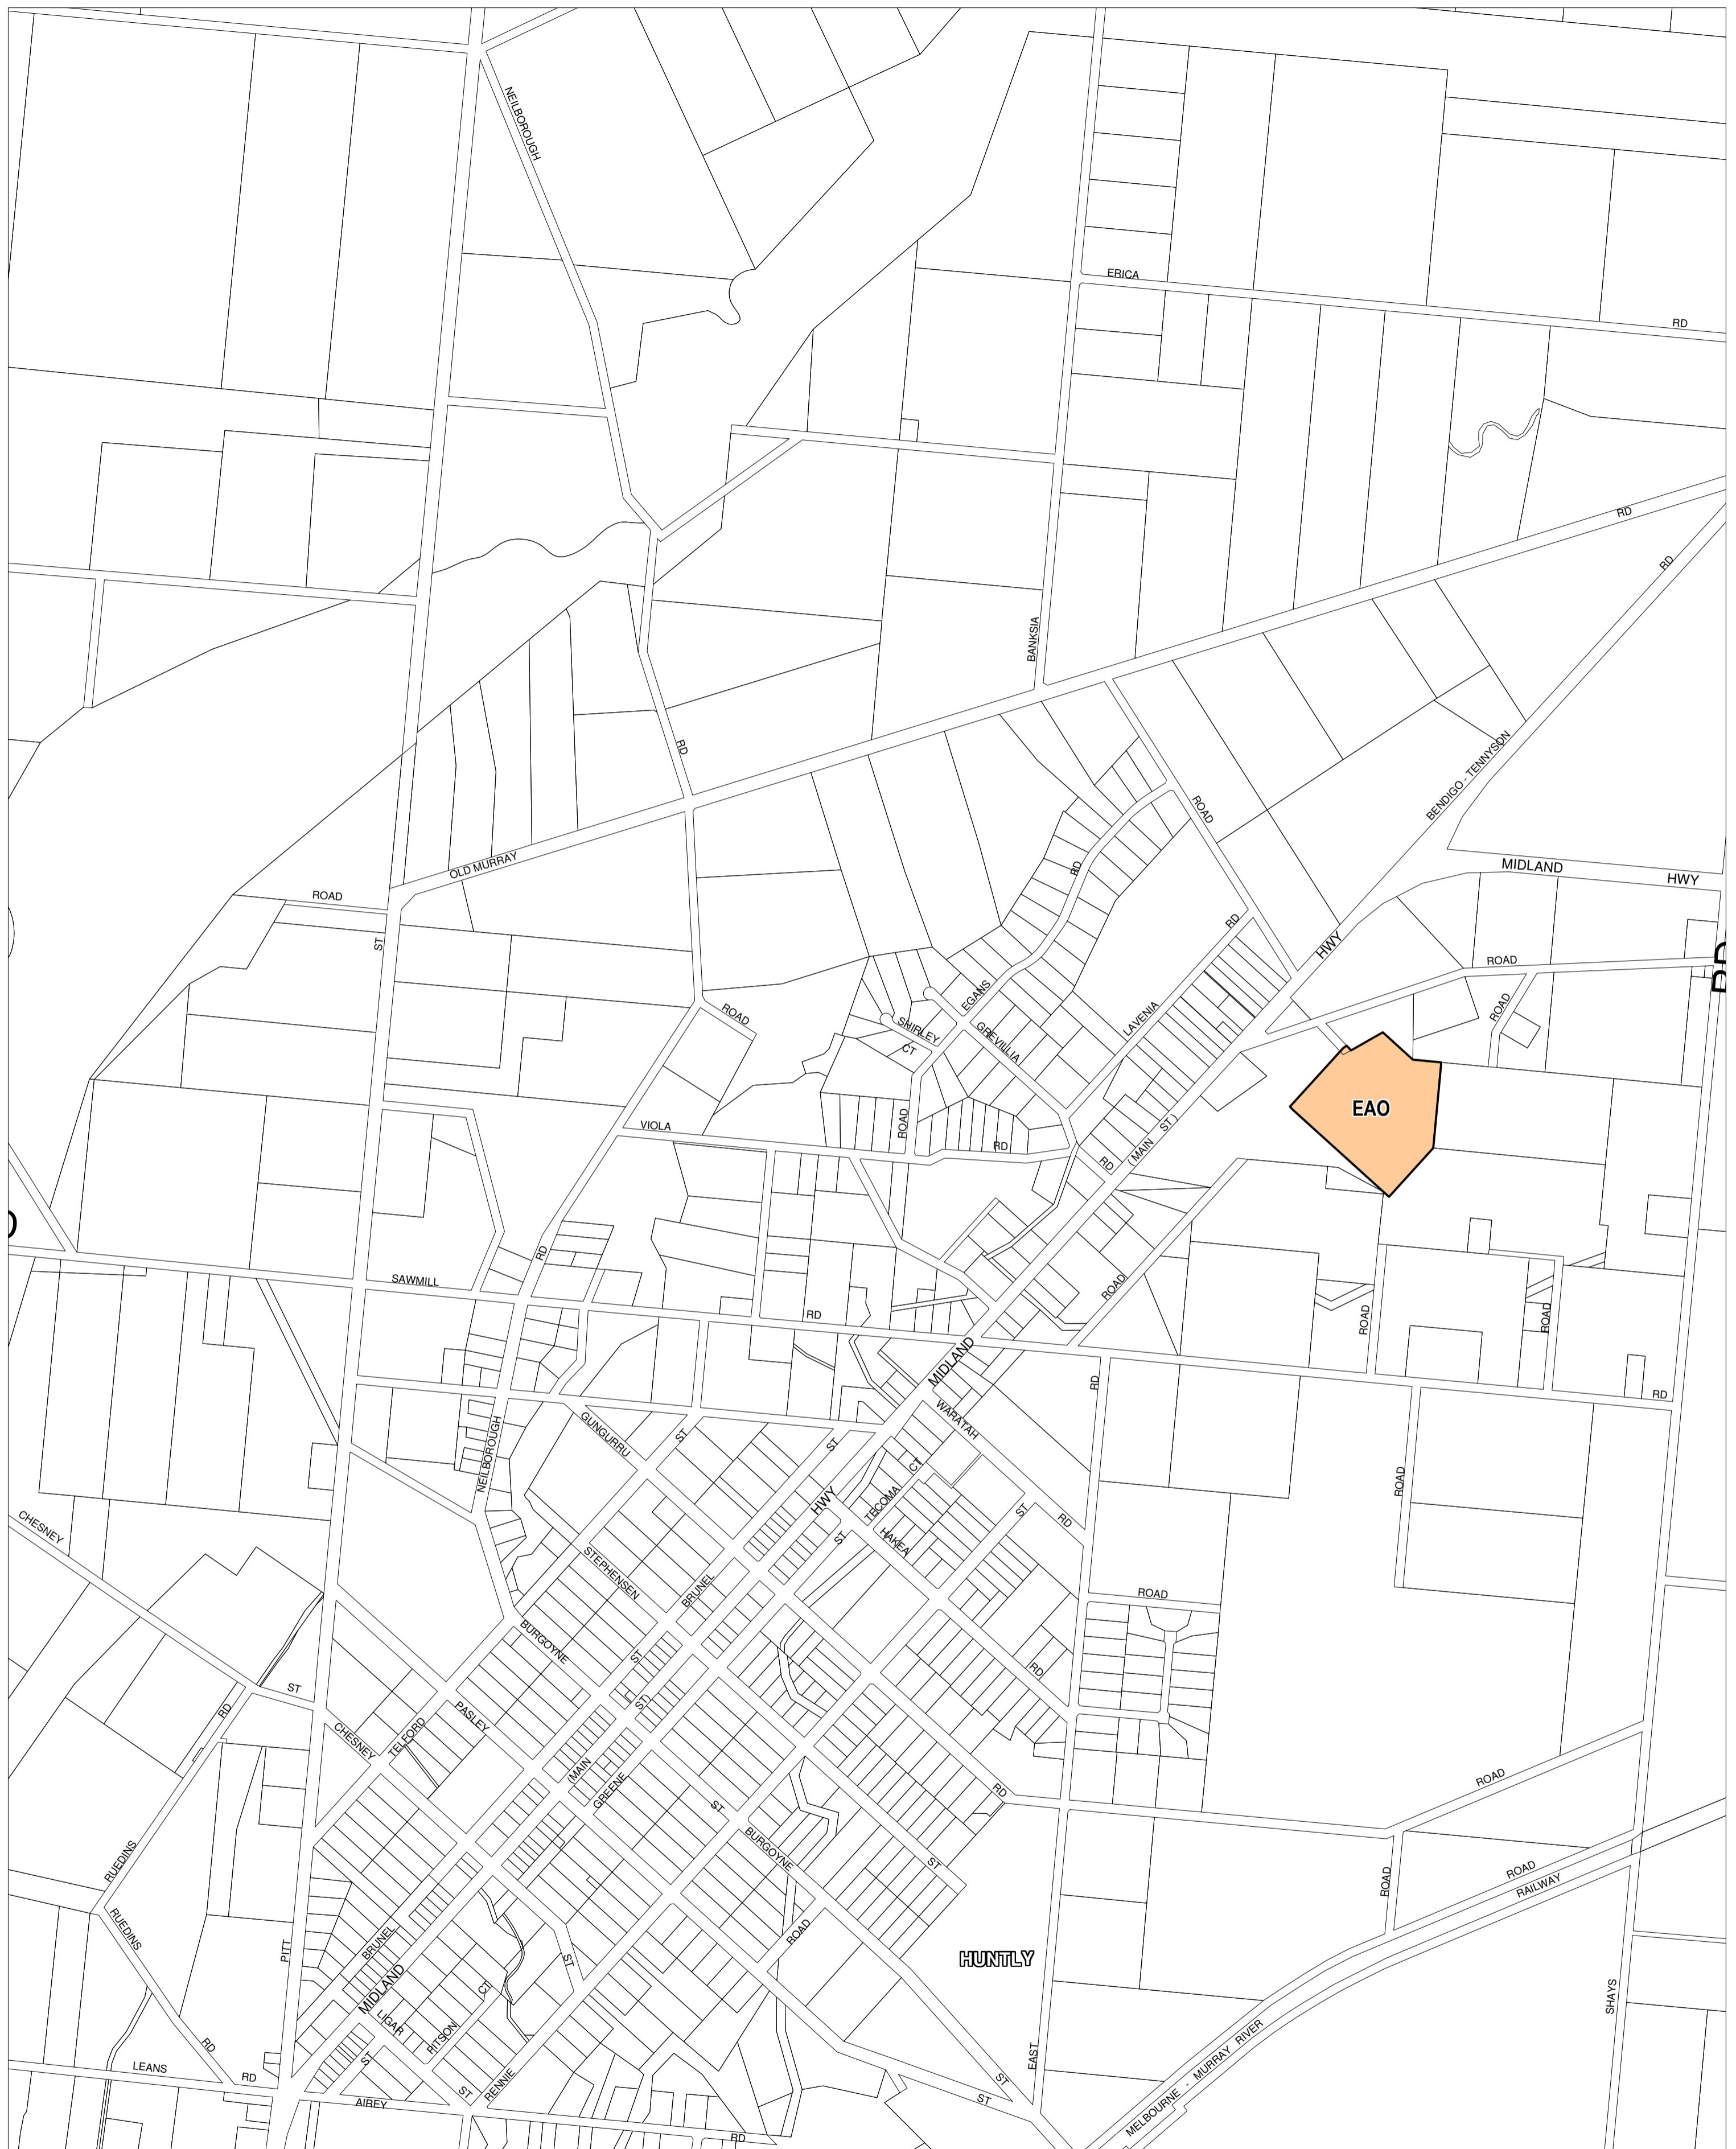 NEILBOROUGH
ERICA
RD
RD
RD
BANKSIA
RD
BENDIGO - TENNYSON
ROAD
OLD MURRAY
RD
MIDLAND
HWY
ROAD
ST
RD
HWY
ROAD
RD
EGANS
ROAD
ROAD
SHIRLEY
CT
GREVILLIA
LAVENIA
EAO
VIOLA
ROAD
RD
RD
(MAIN
ST)
RD
SAWMILL
RD
ROAD
ROAD
ROAD
MIDLAND
RD
RD
WARATAH
GUNGURRU
ST
ST
NEILBOROUGH
CT
ROAD
HWY
TECOMA
ST
RD
CHESNEY
HAKEA
ST
STEPHENSEN
BRUNEL
ROAD
BURGOYNE
ST
RD
ST
RD
ST)
PASLEY
CHESNEY
TELFORD
(MAIN
GREENE
RD
ROAD
ST
BURGOYNE
RUEDINS
ST
ROAD
ROAD
RAILWAY
RUEDINS
PITT
BRUNEL
ST
ROAD
HUNTLY
MIDLAND
CT
SHAYS
LIGAR
PITSON
RD
LEANS
RD
ST
ST
RENNIE
AIREY
RD
ST
ST
EAST
MELBOURNE - MURRAY RIVER